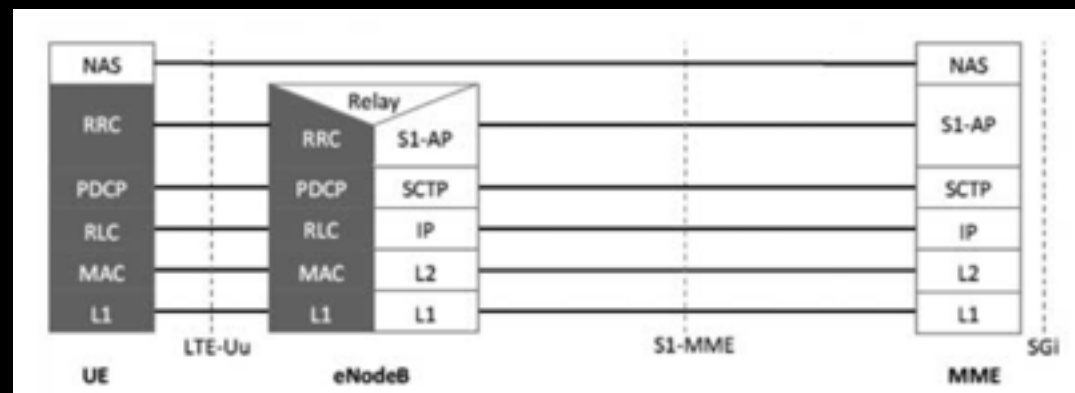 NAS NAS
Relay
RRC RRC S1-AP S1-AP
PDCP PDCP SCTP SCTP
RLC RLC IP IP
MAC MAC L2 L2
L1 L1 L1 L1
LTE-Uu S1-MME SGi
UE eNodeB MME